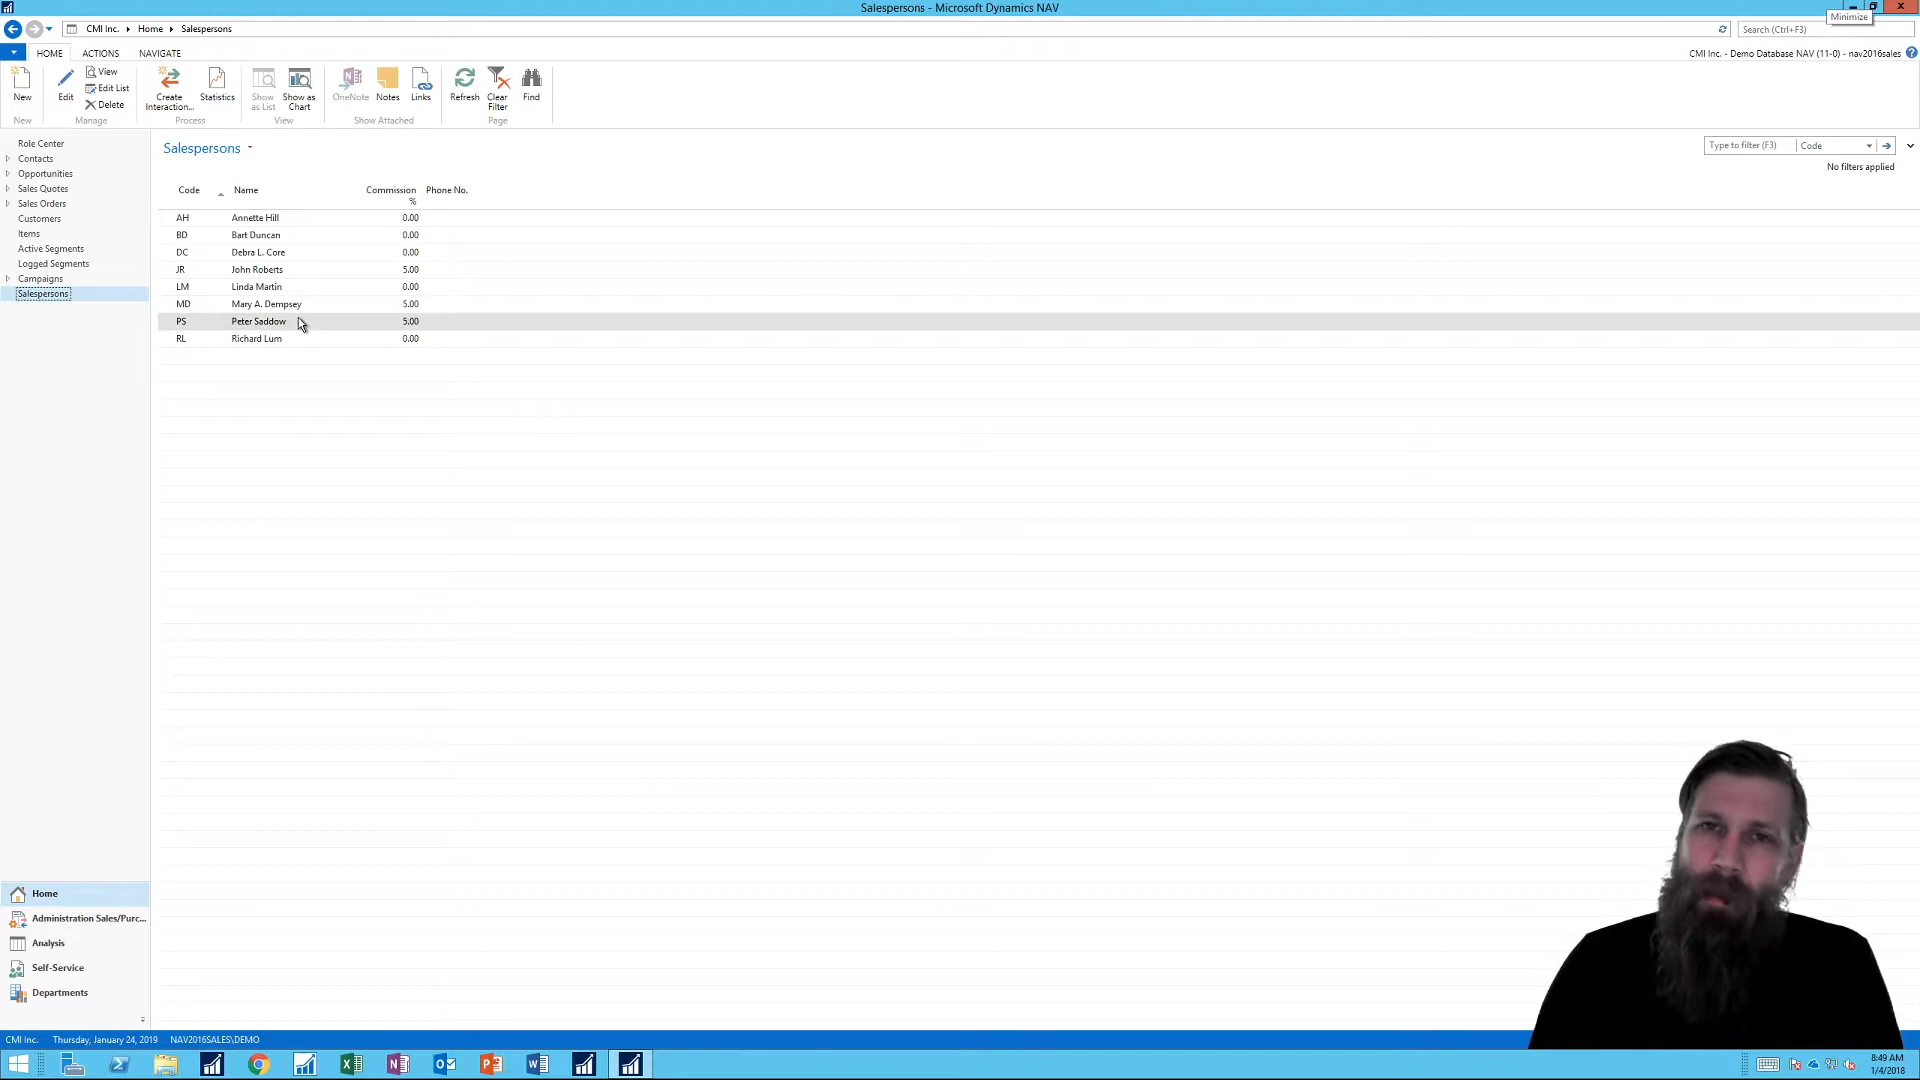 Salespersons - Microsoft Dynamics NAV
Minimize
CMI Inc. Home Salespersons
Search (Ctrl+F3)
HOME ACTIONS NAVIGATE
CMI Inc. - Demo Database NAV (11-0) - nav2016sales
New
Edit
View
Edit List
Delete
Create Interaction...
Statistics
Show as List
Show as Chart
OneNote
Notes
Links
Refresh
Clear Filter
Find
New Manage Process View Show Attached Page
Role Center
Contacts
Opportunities
Sales Quotes
Sales Orders
Customers
Items
Active Segments
Logged Segments
Campaigns
Salespersons
Salespersons
Type to filter (F3) Code
No filters applied
Code Name Commission % Phone No.
AH Annette Hill 0.00
BD Bart Duncan 0.00
DC Debra L. Core 0.00
JR John Roberts 5.00
LM Linda Martin 0.00
MD Mary A. Dempsey 5.00
PS Peter Saddow 5.00
RL Richard Lum 0.00
Home
Administration Sales/Purc...
Analysis
Self-Service
Departments
CMI Inc. Thursday, January 24, 2019 NAV2016SALES\DEMO
8:49 AM
1/4/2018